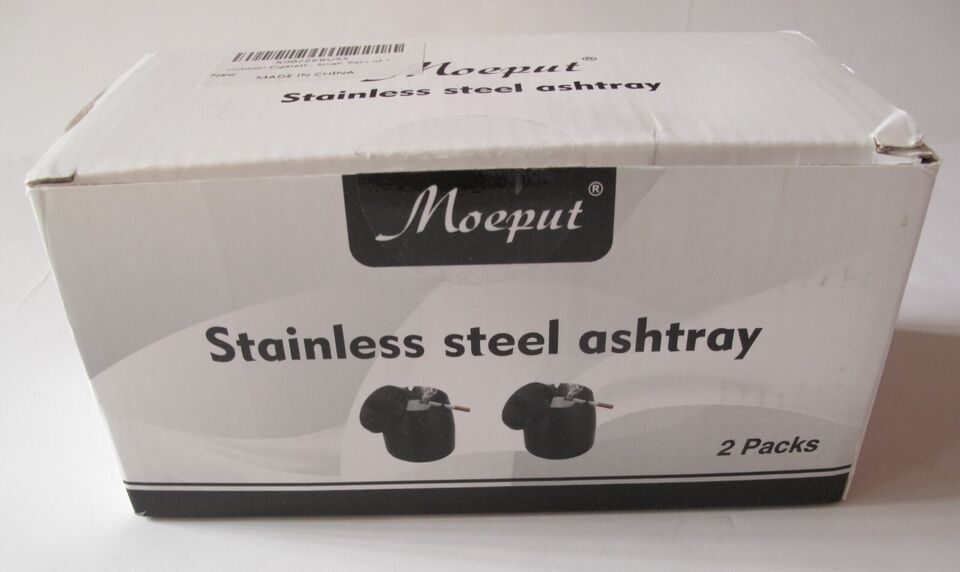 New
MADE IN CHINA
Moeput®
Stainless steel ashtray
Moeput®
Stainless steel ashtray
2 Packs